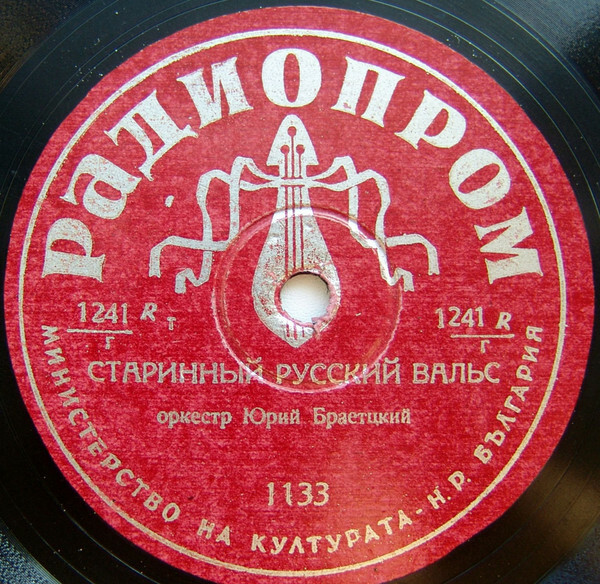 РАДИОПРОМ
1241 R т
г
1241 R
г
СТАРИННЫЙ РУССКИЙ ВАЛЬС
оркестр Юрий Браетцкий
1133
МИНИСТЕРСТВО НА КУЛТУРАТА - Н.Р. БЪЛГАРИЯ